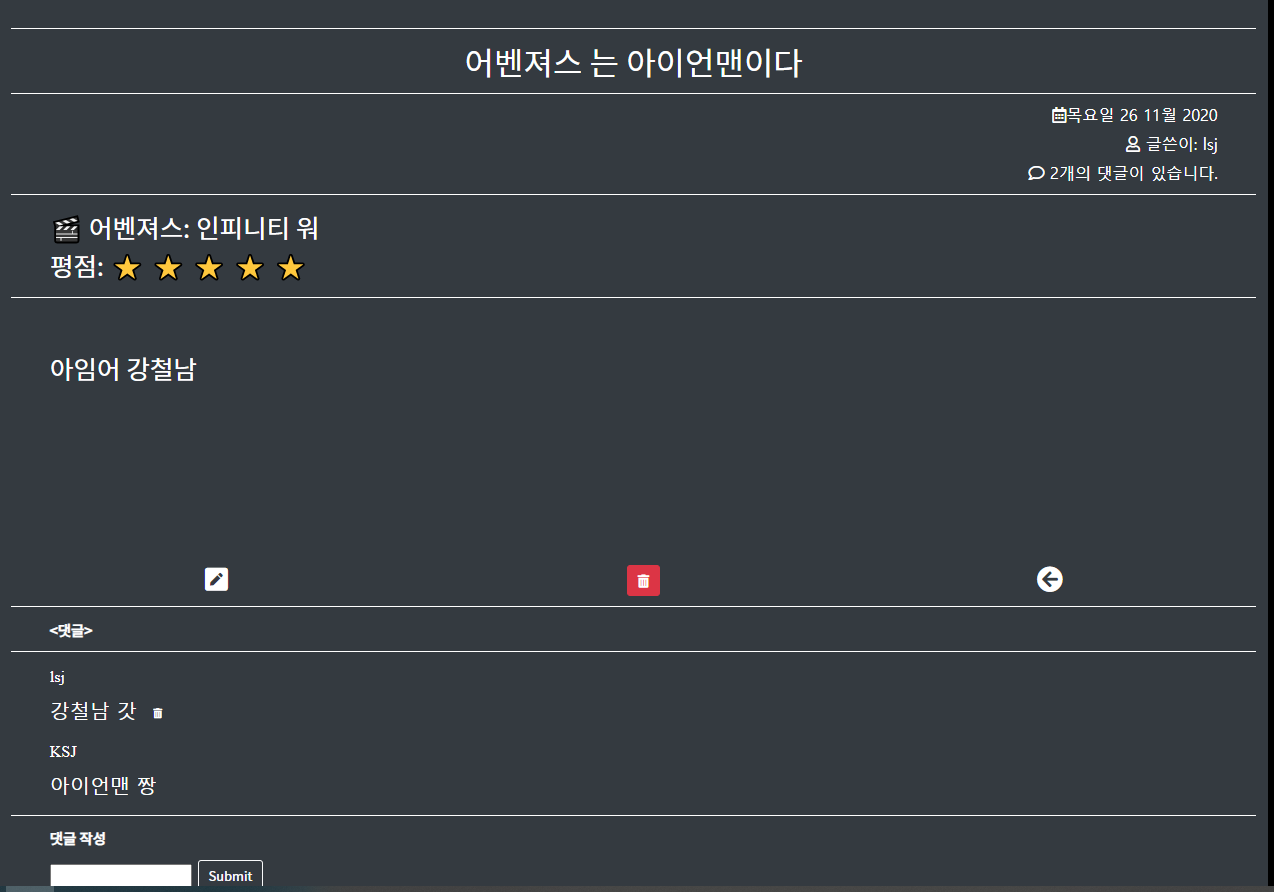 어벤져스 는 아이언맨이다
목요일 26 11월 2020
글쓴이: lsj
2개의 댓글이 있습니다.
어벤져스: 인피니티 워
평점:
아임어 강철남
<댓글>
lsj
강철남 갓
KSJ
아이언맨 짱
댓글 작성
Submit